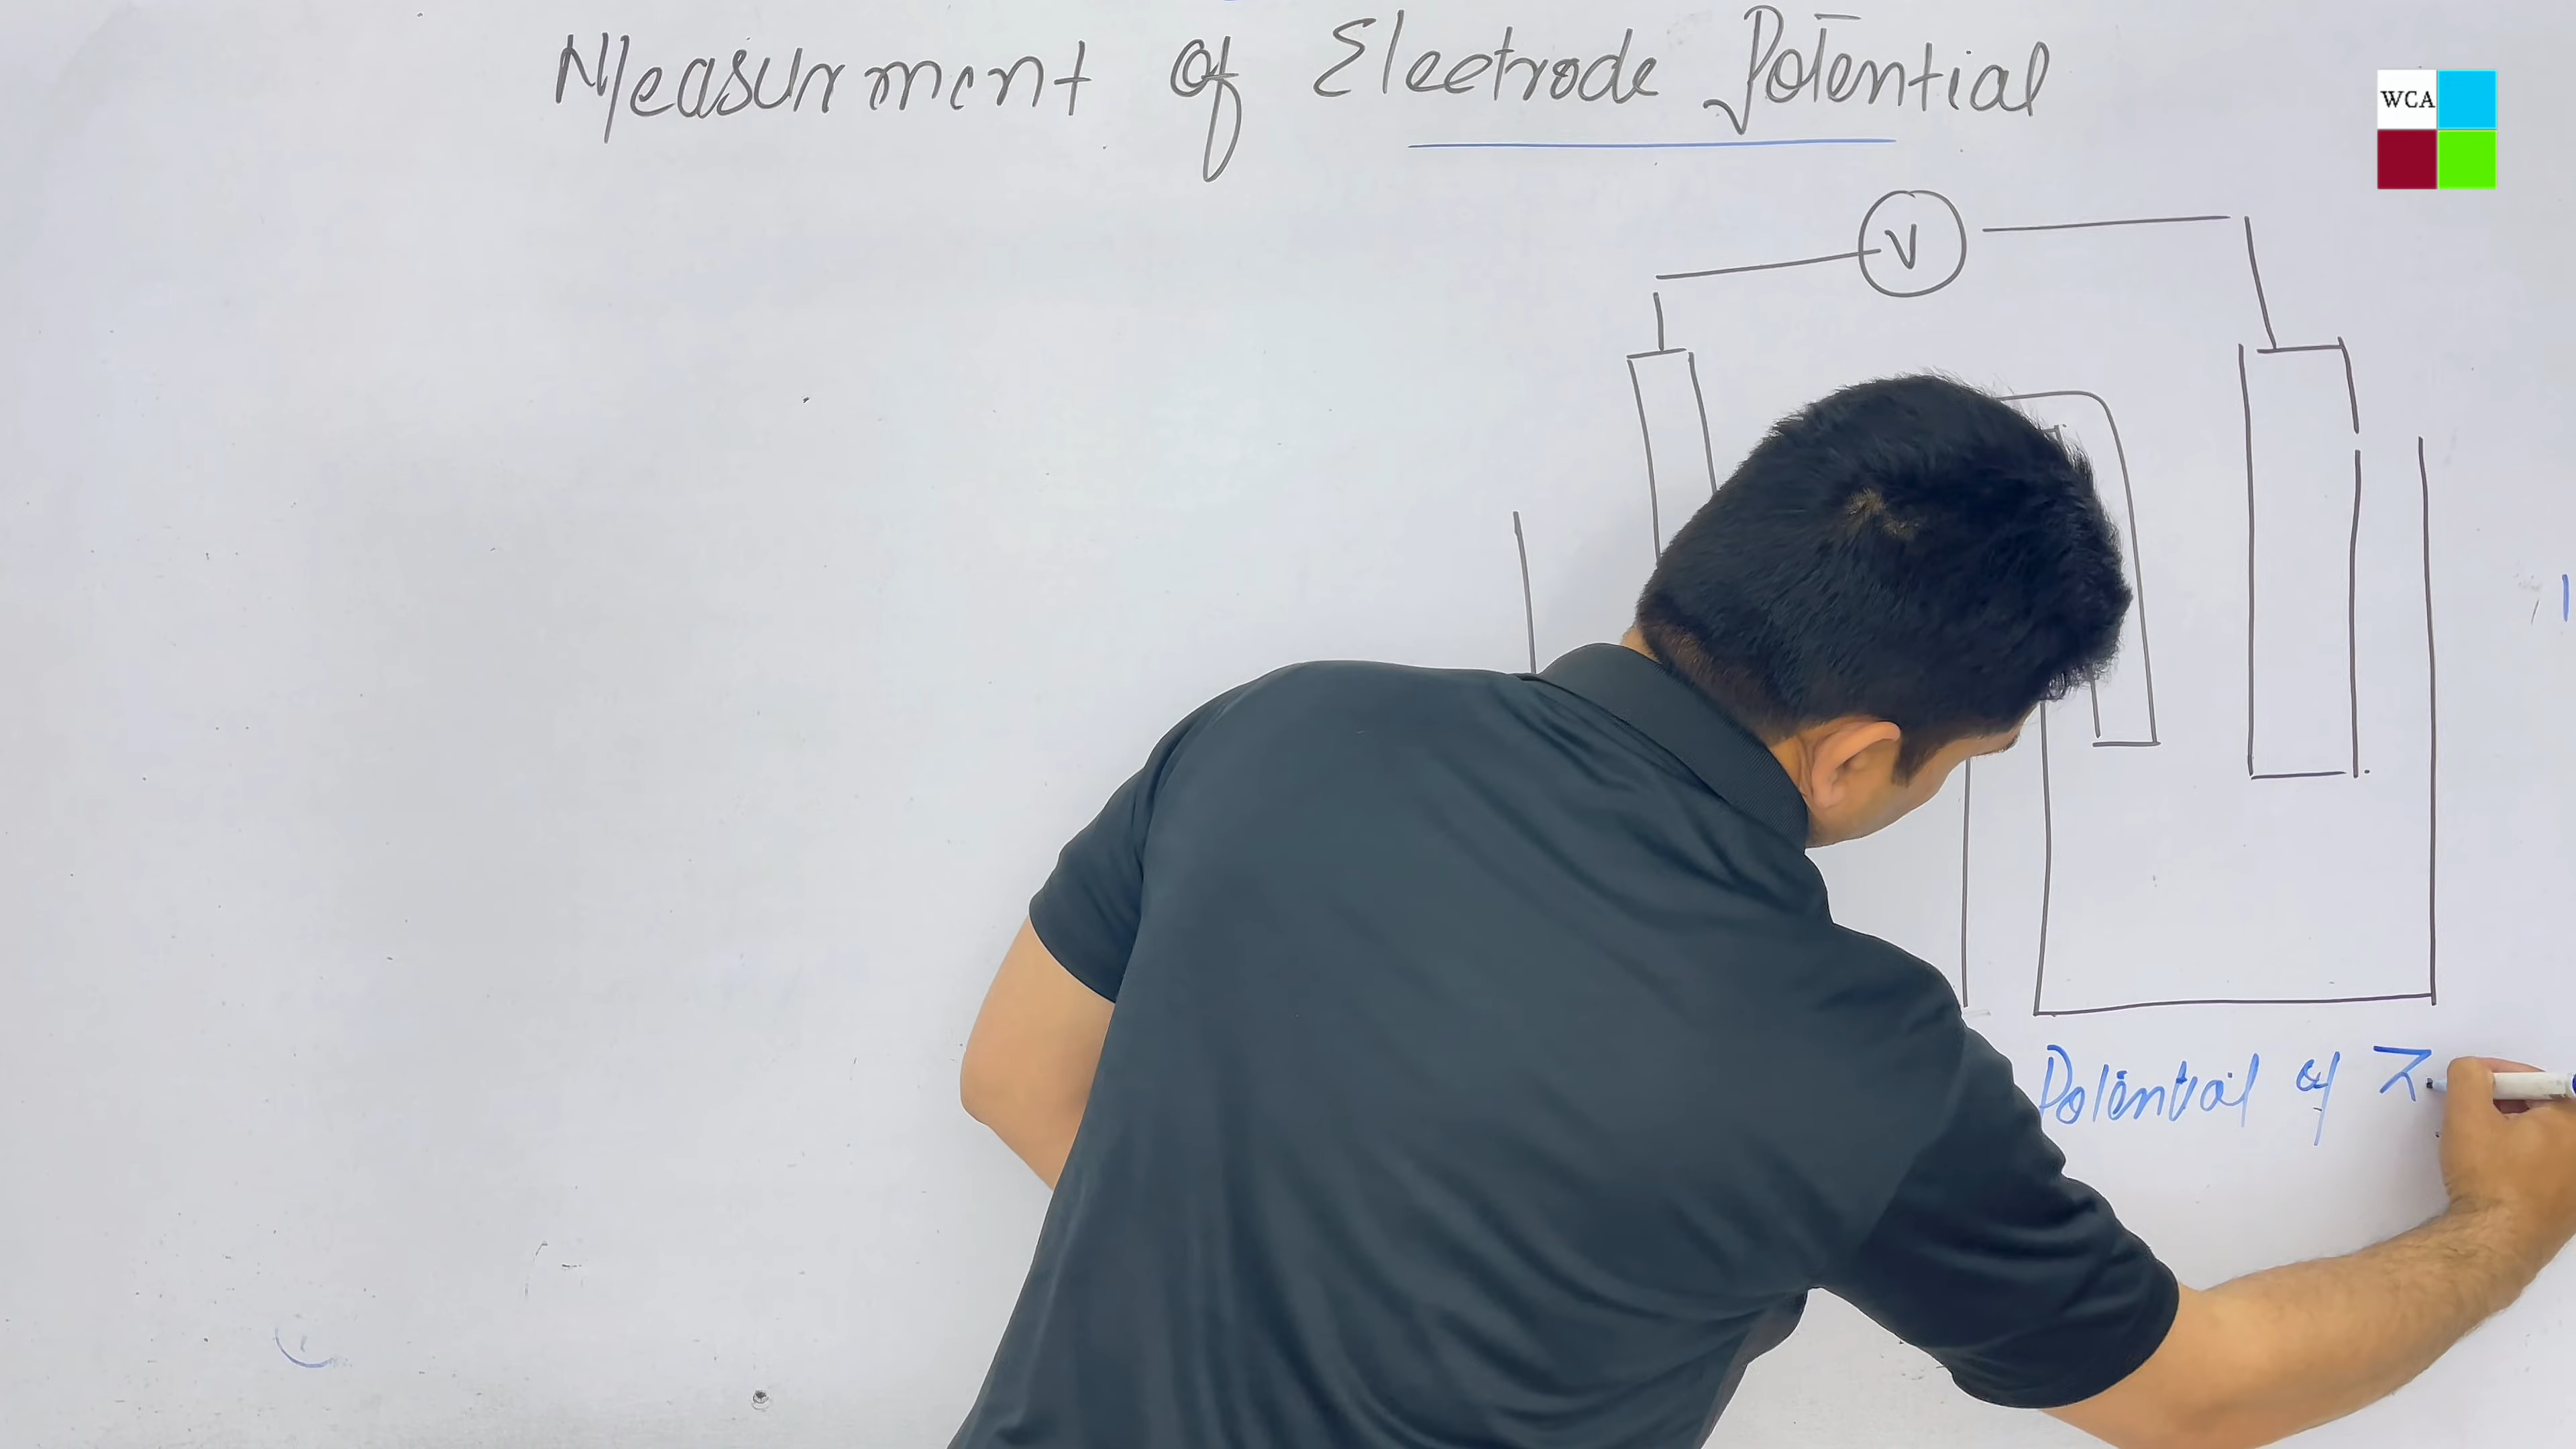 Measurment of Electrode Potential
WCA
V
Potential of Z